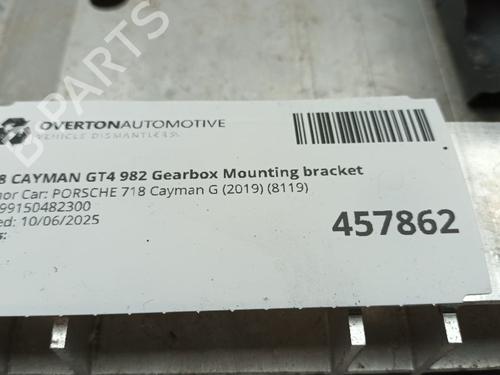 OVERTONAUTOMOTIVE
VEHICLE DISMANTLERS
8 CAYMAN GT4 982 Gearbox Mounting bracket
nor Car: PORSCHE 718 Cayman G (2019) (8119)
99150482300
ed: 10/06/2025
s:
457862
B-PARTS